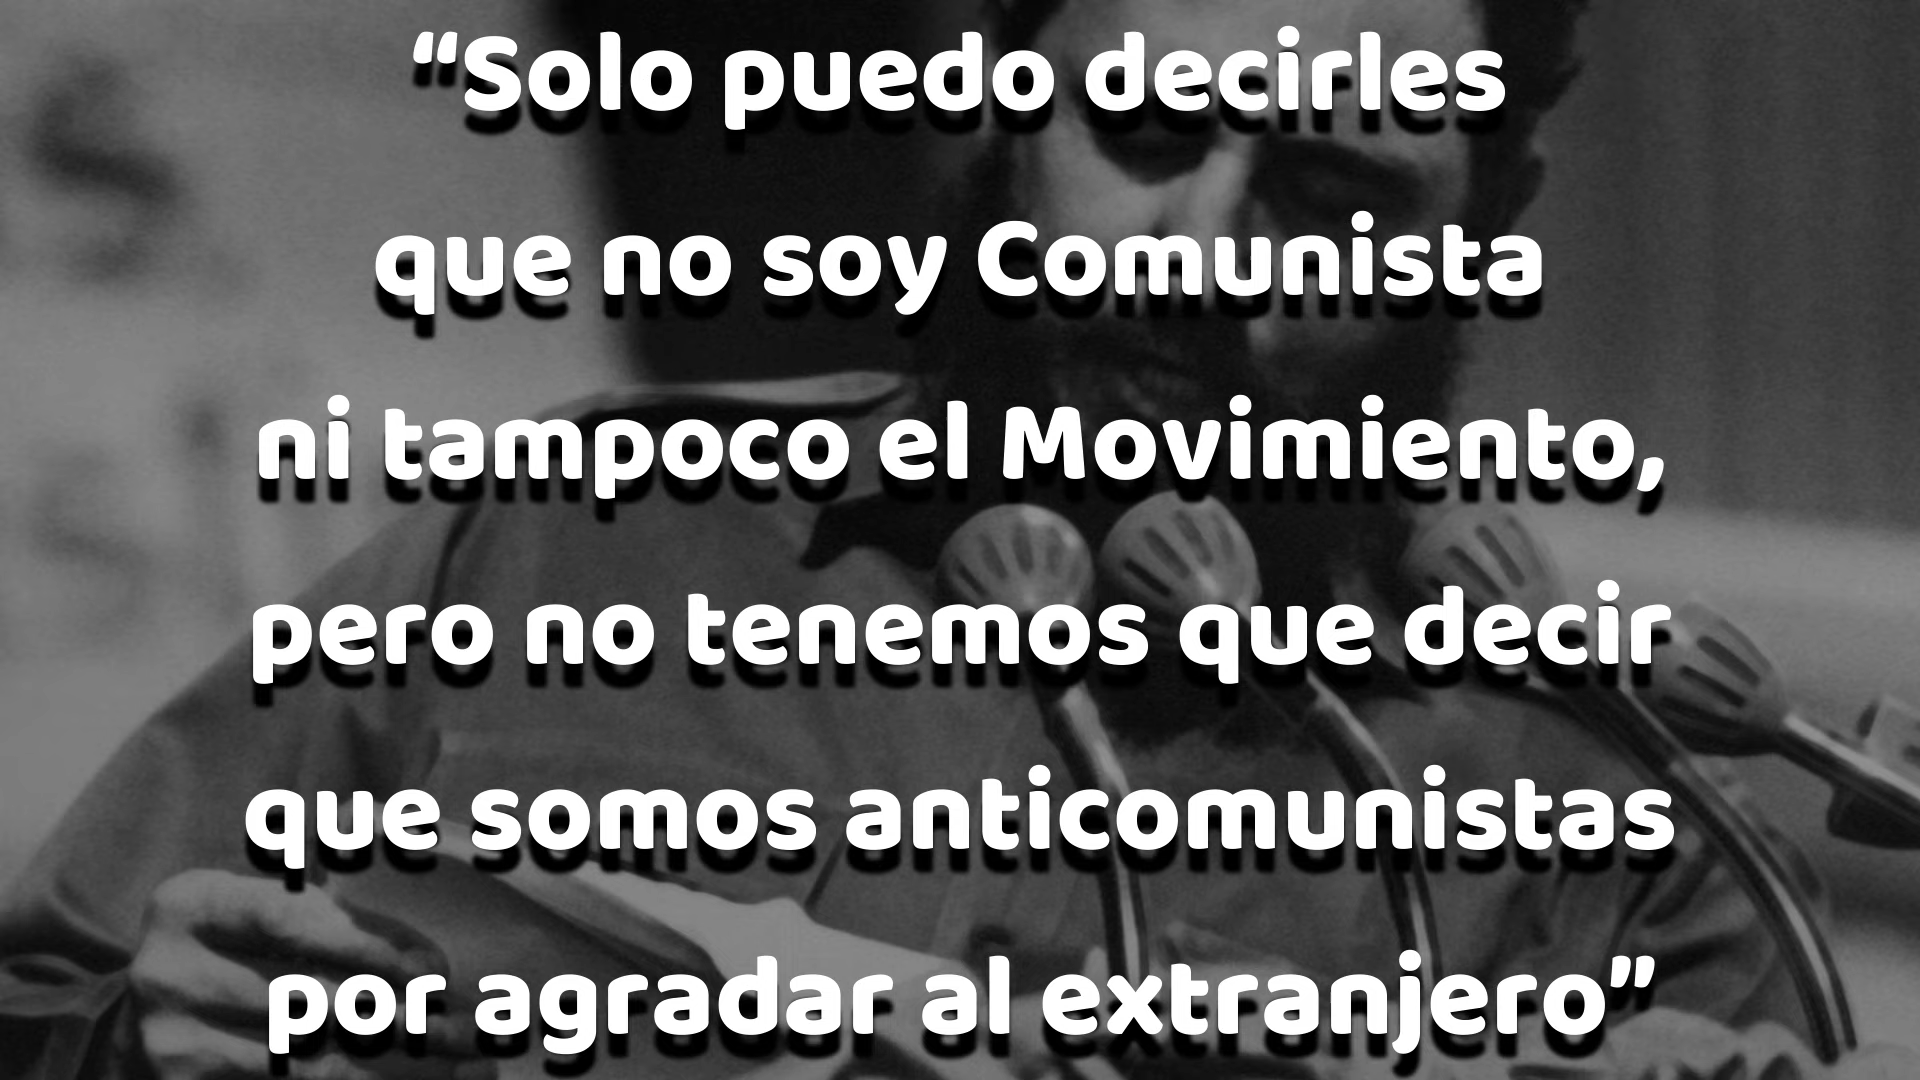 “Solo puedo decirles
que no soy Comunista
ni tampoco el Movimiento,
pero no tenemos que decir
que somos anticomunistas
por agradar al extranjero”